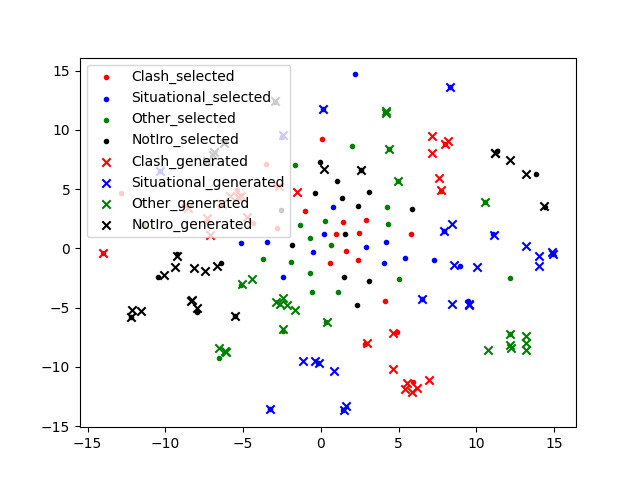 15
10
5
0
−5
−10
−15
−15
−10
−5
0
5
10
15
Clash_selected
Situational_selected
Other_selected
NotIro_selected
Clash_generated
Situational_generated
Other_generated
NotIro_generated